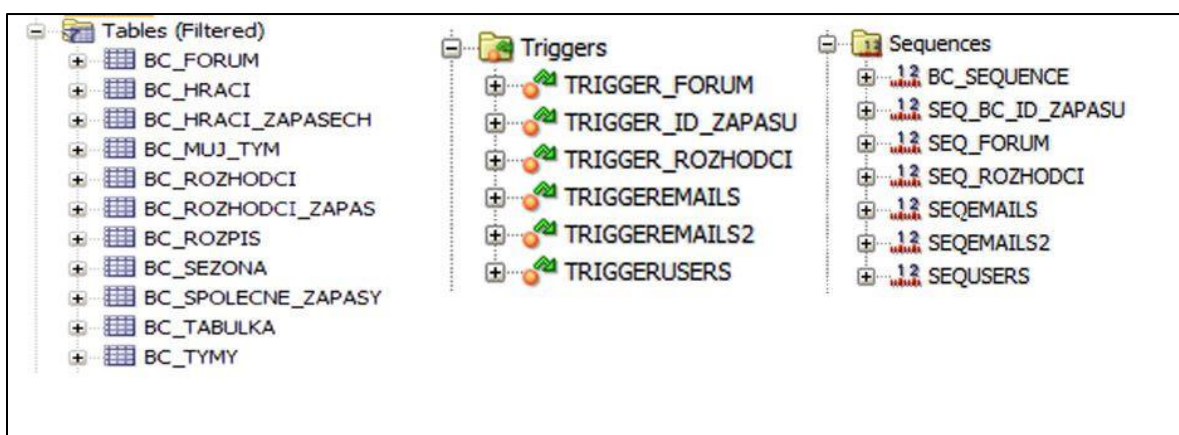 Tables (Filtered)
BC_FORUM
BC_HRACI
BC_HRACI_ZAPASECH
BC_MUJ_TYM
BC_ROZHODCI
BC_ROZHODCI_ZAPAS
BC_ROZPIS
BC_SEZONA
BC_SPOLECNE_ZAPASY
BC_TABULKA
BC_TYMY
Triggers
TRIGGER_FORUM
TRIGGER_ID_ZAPASU
TRIGGER_ROZHODCI
TRIGGEREMAILS
TRIGGEREMAILS2
TRIGGERUSERS
Sequences
BC_SEQUENCE
SEQ_BC_ID_ZAPASU
SEQ_FORUM
SEQ_ROZHODCI
SEQEMAILS
SEQEMAILS2
SEQUSERS